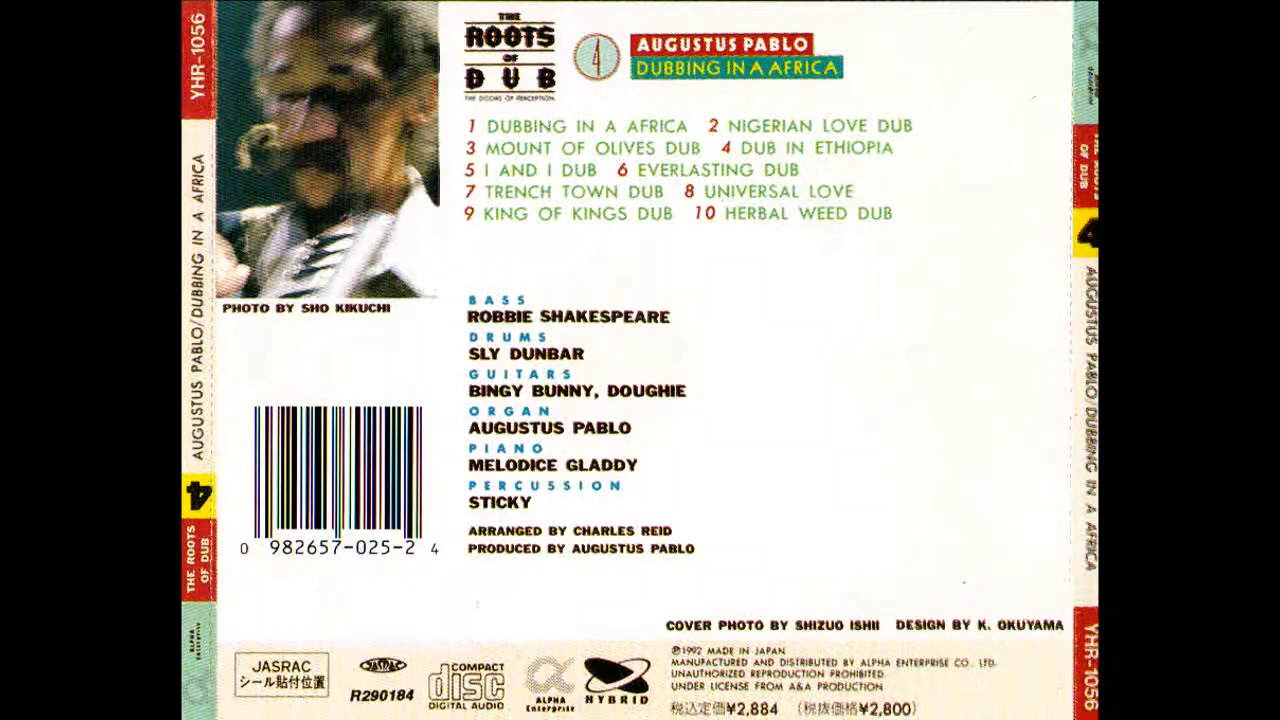 YHR-1056
AUGUSTUS PABLO/DUBBING IN A AFRICA
4
THE ROOTS
OF DUB
ALPHA
Enterprise
THE
ROOTS
OF
DUB
THE DOORS OF PERCEPTION
4
AUGUSTUS PABLO
DUBBING IN A AFRICA
1 DUBBING IN A AFRICA 2 NIGERIAN LOVE DUB
3 MOUNT OF OLIVES DUB 4 DUB IN ETHIOPIA
5 I AND I DUB 6 EVERLASTING DUB
7 TRENCH TOWN DUB 8 UNIVERSAL LOVE
9 KING OF KINGS DUB 10 HERBAL WEED DUB
PHOTO BY SHO KIKUCHI
BASS
ROBBIE SHAKESPEARE
DRUMS
SLY DUNBAR
GUITARS
BINGY BUNNY, DOUGHIE
ORGAN
AUGUSTUS PABLO
PIANO
MELODICE GLADDY
PERCUSSION
STICKY
ARRANGED BY CHARLES REID
PRODUCED BY AUGUSTUS PABLO
0 982657-025-2 4
COVER PHOTO BY SHIZUO ISHII DESIGN BY K. OKUYAMA
JASRAC
シール貼付位置
JASRAC
R290184
COMPACT
disc
DIGITAL AUDIO
ALPHA
Enterprise
HYBRID
℗1992 MADE IN JAPAN
MANUFACTURED AND DISTRIBUTED BY ALPHA ENTERPRISE CO., LTD.
UNAUTHORIZED REPRODUCTION PROHIBITED.
UNDER LICENSE FROM A&A PRODUCTION
税込定価¥2,884 (税抜価格¥2,800)
THE ROOTS
OF DUB
4
AUGUSTUS PABLO/DUBBING IN A AFRICA
YHR-1056